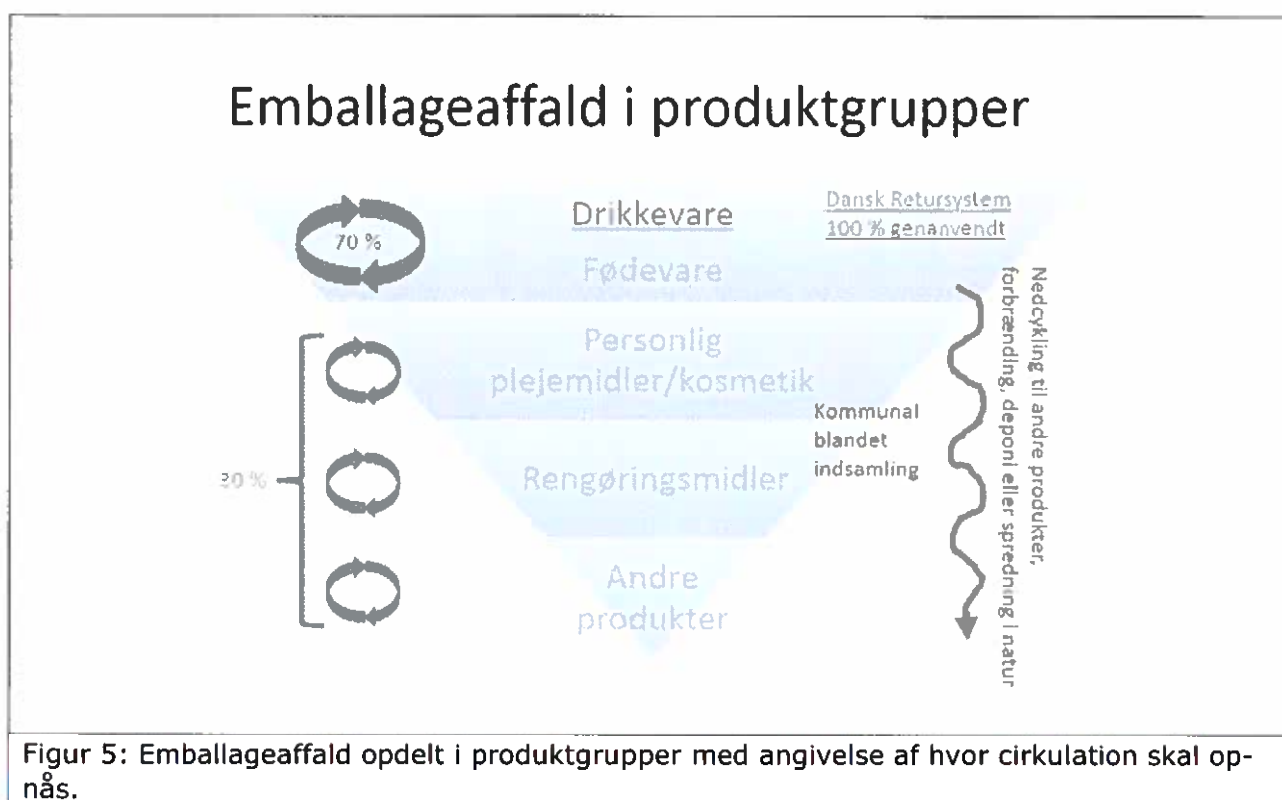 Emballageaffald i produktgrupper
70 %
Drikkevare
Fødevare
Dansk Retursystem
100 % genanvendt
Personlig
plejemidler/kosmetik
Rengøringsmidler
Andre
produkter
30 %
Kommunal
blandet
indsamling
Nedcykling til andre produkter,
forbrænding, deponi eller spredning i natur
Figur 5: Emballageaffald opdelt i produktgrupper med angivelse af hvor cirkulation skal op-
nås.